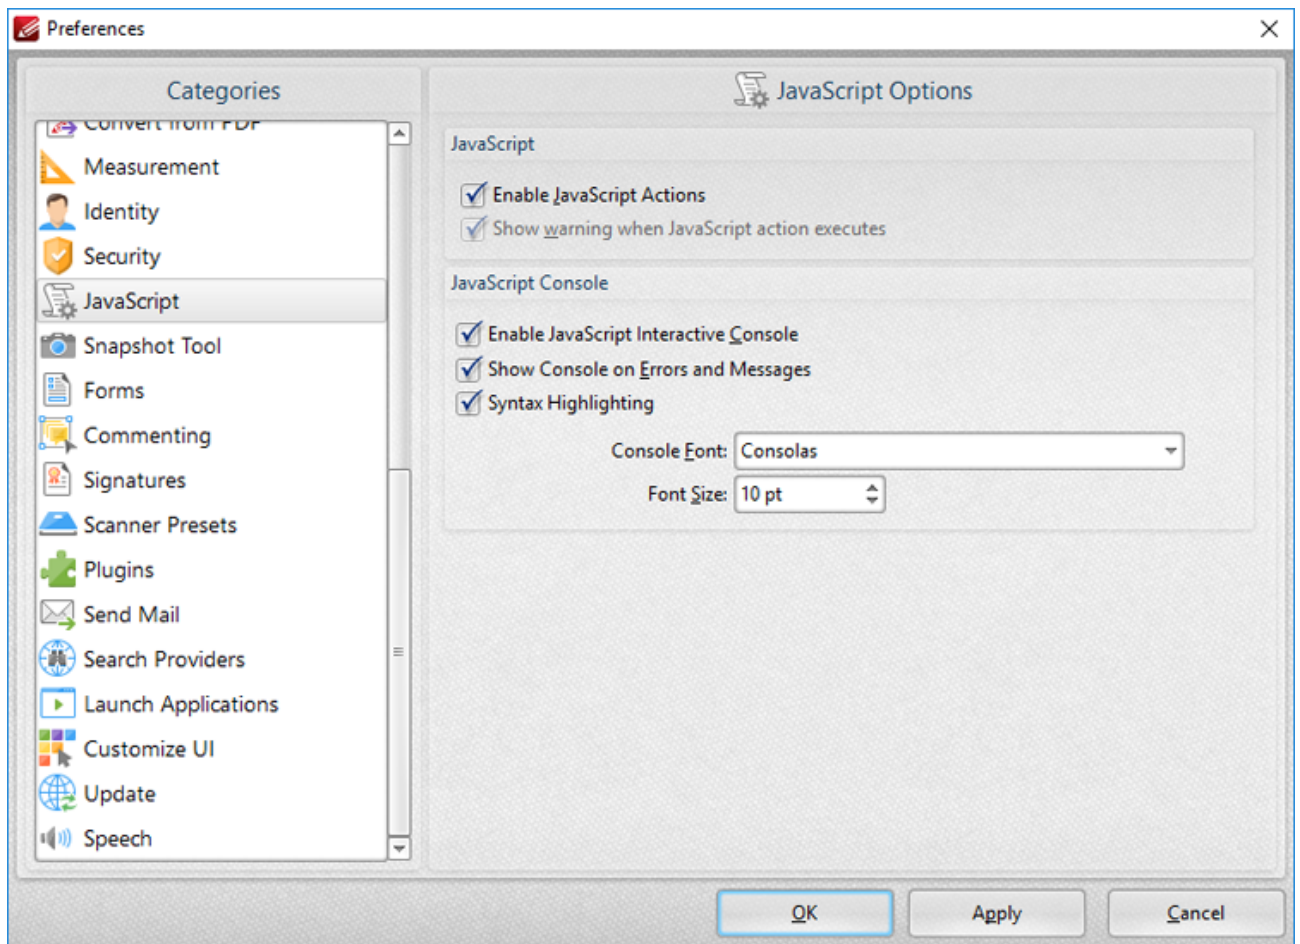 Preferences
Categories
Convert from PDF
Measurement
Identity
Security
JavaScript
Snapshot Tool
Forms
Commenting
Signatures
Scanner Presets
Plugins
Send Mail
Search Providers
Launch Applications
Customize UI
Update
Speech
JavaScript Options
JavaScript
Enable JavaScript Actions
Show warning when JavaScript action executes
JavaScript Console
Enable JavaScript Interactive Console
Show Console on Errors and Messages
Syntax Highlighting
Console Font: Consolas
Font Size: 10 pt
OK Apply Cancel